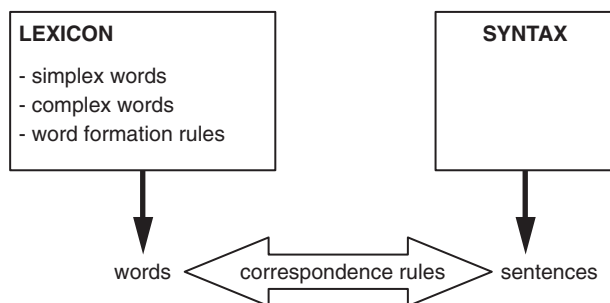 LEXICON
- simplex words
- complex words
- word formation rules
SYNTAX
words
correspondence rules
sentences